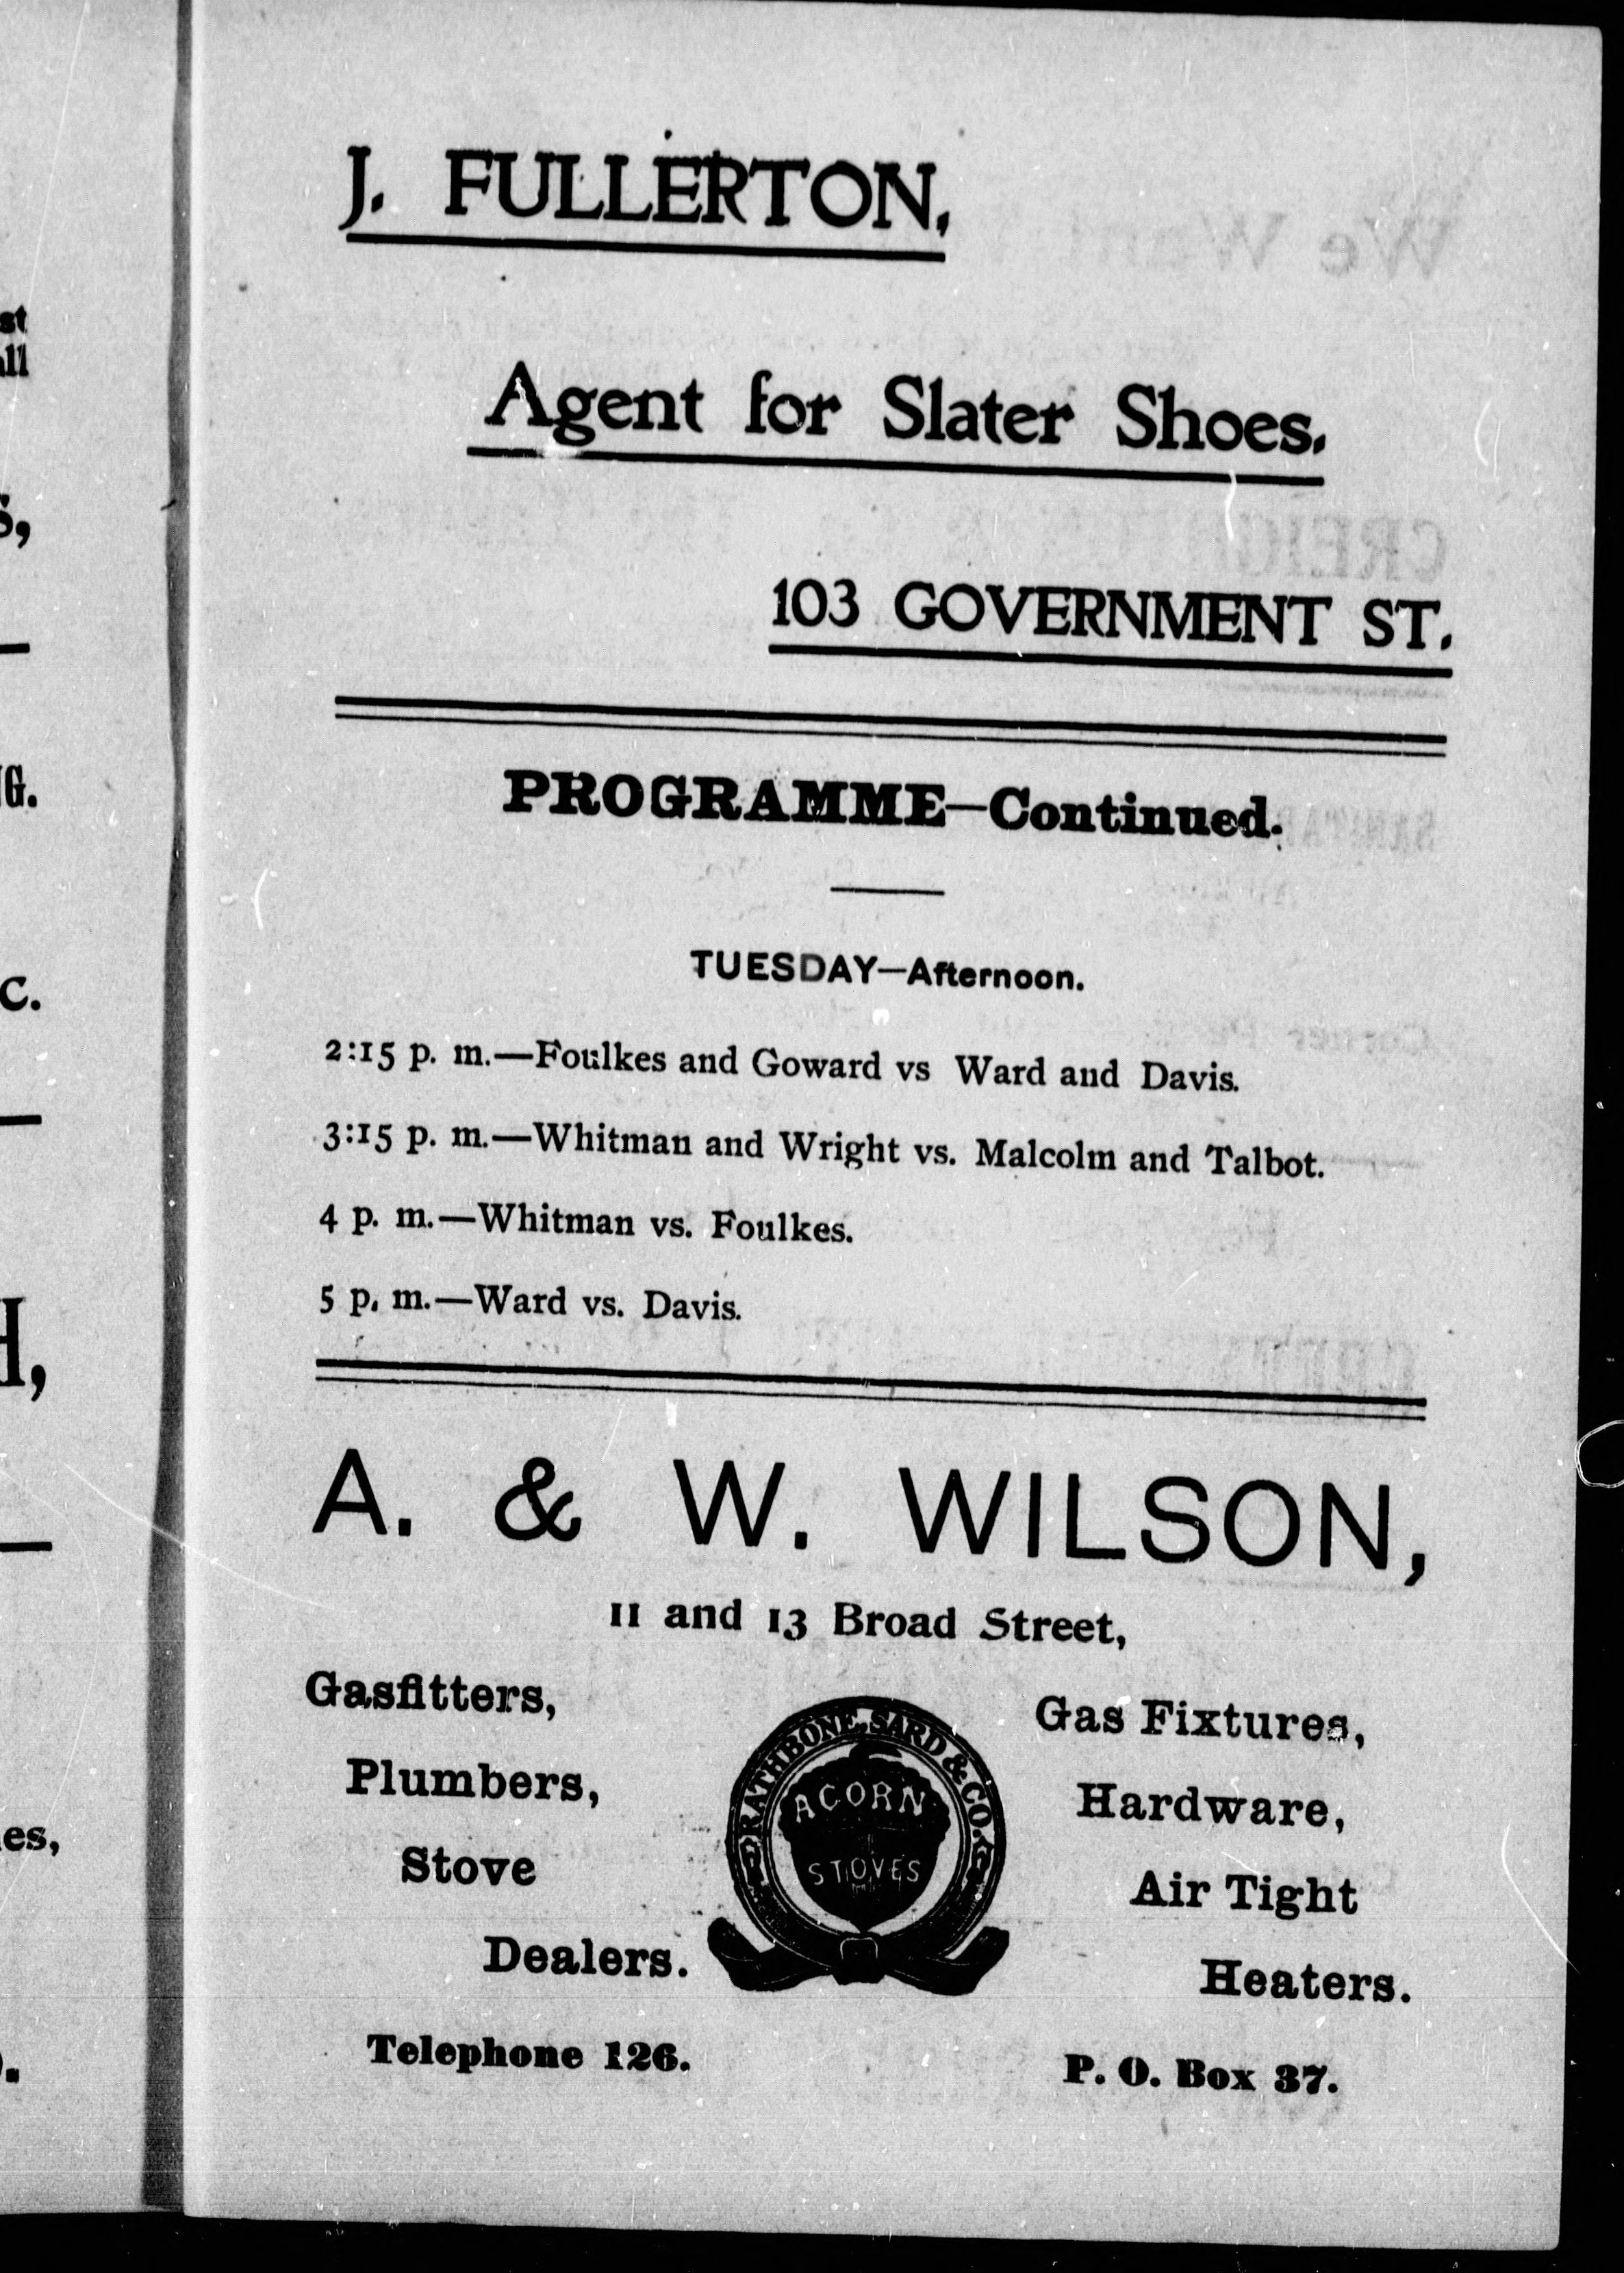 J. FULLERTON,
Agent for Slater Shoes.
103 GOVERNMENT ST.
PROGRAMME—Continued.
TUESDAY—Afternoon.
2:15 p. m.—Foulkes and Goward vs Ward and Davis.
3:15 p. m.—Whitman and Wright vs. Malcolm and Talbot.
4 p. m.—Whitman vs. Foulkes.
5 p. m.—Ward vs. Davis.
A. & W. WILSON,
11 and 13 Broad Street,
Gasfitters,
Plumbers,
Stove
Dealers.
RATHBONE, SARD & CO.
ACORN
STOVES
Gas Fixtures,
Hardware,
Air Tight
Heaters.
Telephone 126.
P. O. Box 37.